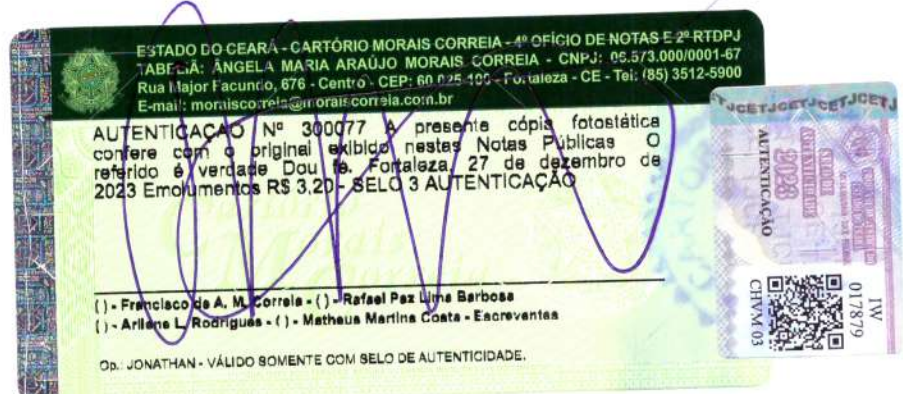 ESTADO DO CEARÁ - CARTÓRIO MORAIS CORREIA - 4º OFÍCIO DE NOTAS E 2º RTDPJ
TABELIÃ: ÂNGELA MARIA ARAÚJO MORAIS CORREIA - CNPJ: 06.573.000/0001-67
Rua Major Facundo, 676 - Centro - CEP: 60.025-100 - Fortaleza - CE - Tel: (85) 3512-5900
E-mail: moraiscorreia@moraiscorreia.com.br
AUTENTICAÇÃO Nº 300077 A presente cópia fotostática
confere com o original exibido nestas Notas Públicas O
referido é verdade Dou fé. Fortaleza, 27 de dezembro de
2023 Emolumentos R$ 3,20 - SELO 3 AUTENTICAÇÃO
( ) - Francisco de A. M. Correia - ( ) - Rafael Paz Lima Barbosa
( ) - Arilene L. Rodrigues - ( ) - Matheus Martins Costa - Escreventes
Op.: JONATHAN - VÁLIDO SOMENTE COM SELO DE AUTENTICIDADE.
TJCETJCETJCETJCETJ
SELO DE
AUTENTICIDADE
2023
AUTENTICAÇÃO
IW
017879
CHVM 03